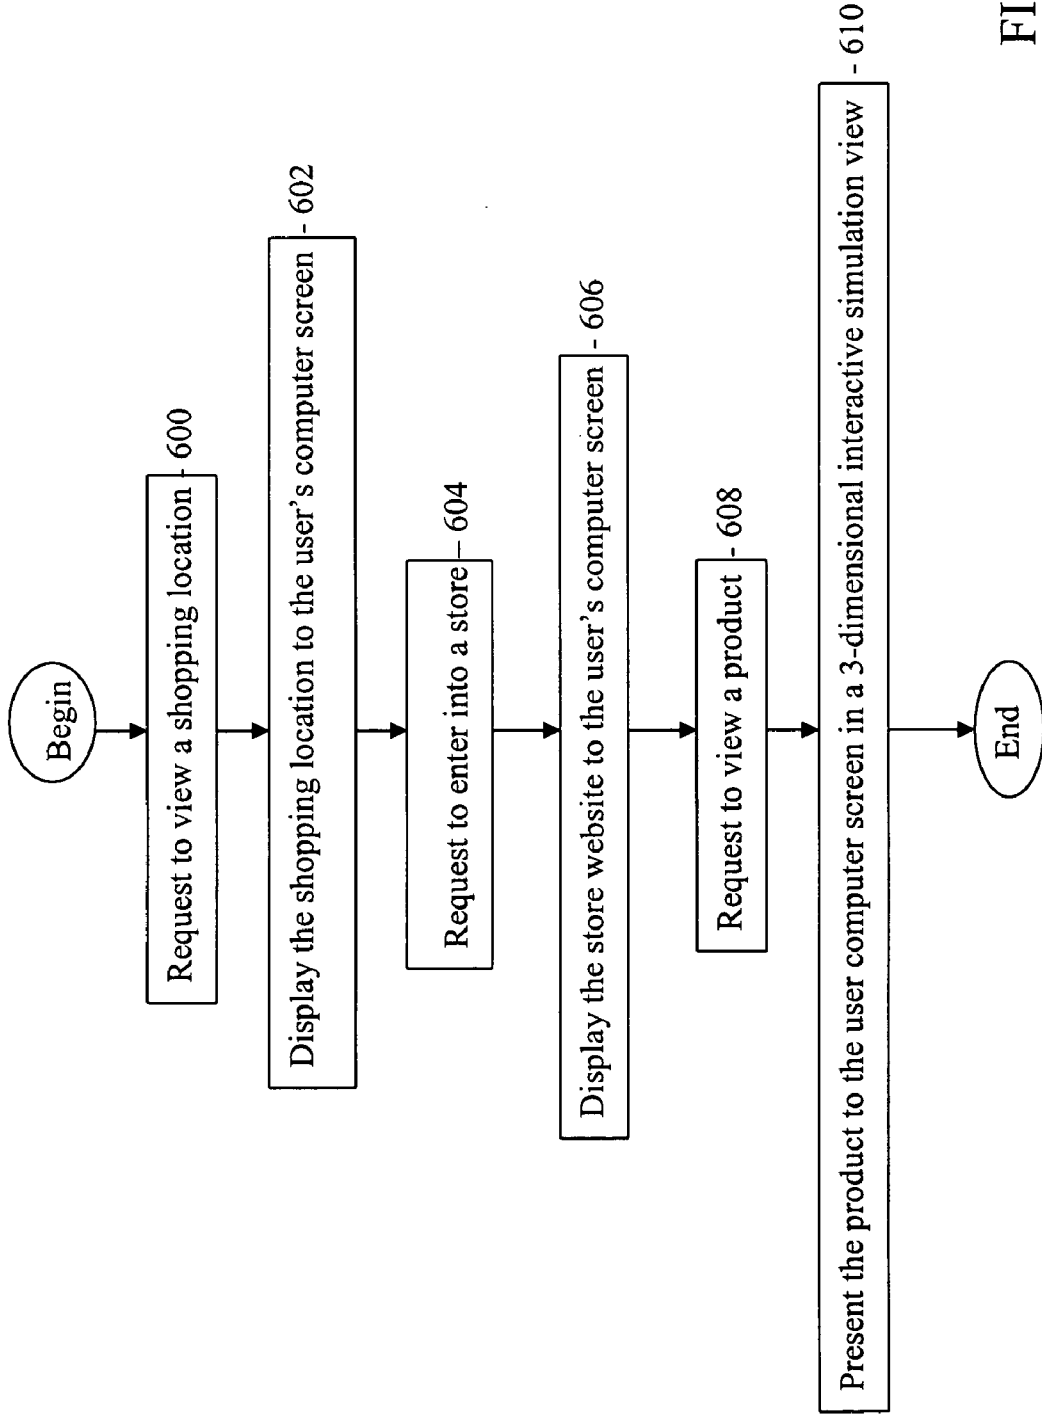 Begin
Request to view a shopping location - 600
Display the shopping location to the user's computer screen - 602
Request to enter into a store – 604
Display the store website to the user's computer screen - 606
Request to view a product - 608
Present the product to the user computer screen in a 3-dimensional interactive simulation view - 610
End
FI